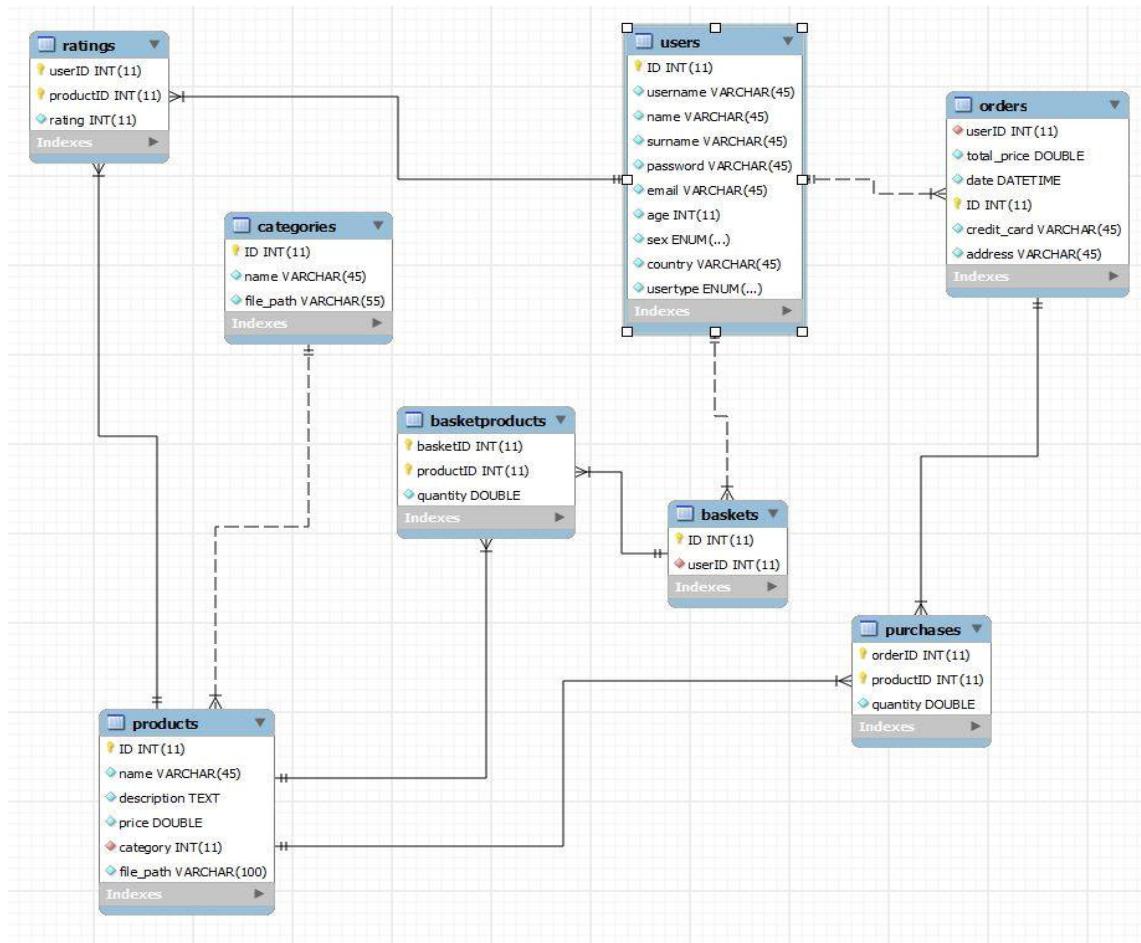 ratings
userID INT(11)
productID INT(11)
rating INT(11)
Indexes
users
ID INT(11)
username VARCHAR(45)
name VARCHAR(45)
surname VARCHAR(45)
password VARCHAR(45)
email VARCHAR(45)
age INT(11)
sex ENUM(...)
country VARCHAR(45)
usertype ENUM(...)
Indexes
orders
userID INT(11)
total_price DOUBLE
date DATETIME
ID INT(11)
credit_card VARCHAR(45)
address VARCHAR(45)
Indexes
categories
ID INT(11)
name VARCHAR(45)
file_path VARCHAR(55)
Indexes
basketproducts
basketID INT(11)
productID INT(11)
quantity DOUBLE
Indexes
baskets
ID INT(11)
userID INT(11)
Indexes
purchases
orderID INT(11)
productID INT(11)
quantity DOUBLE
Indexes
products
ID INT(11)
name VARCHAR(45)
description TEXT
price DOUBLE
category INT(11)
file_path VARCHAR(100)
Indexes